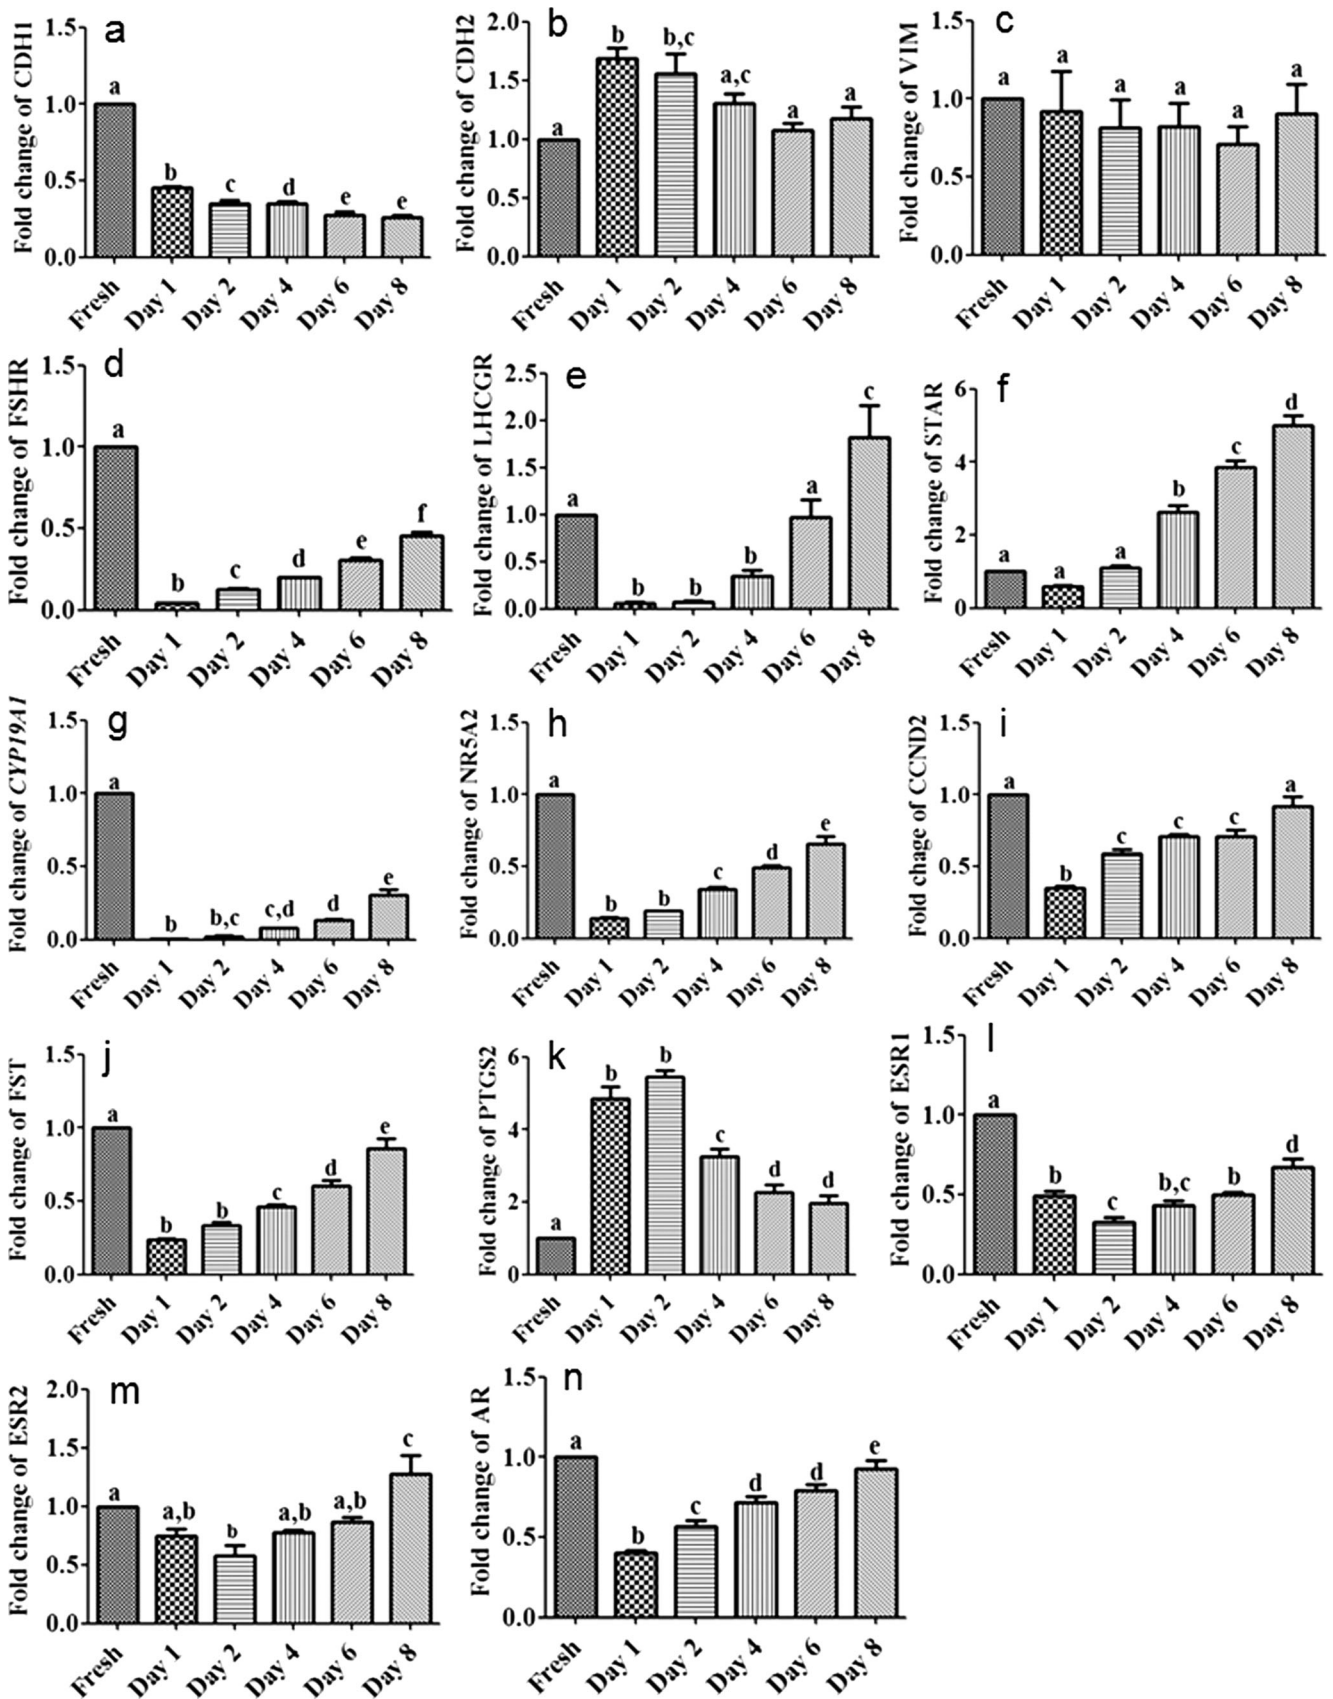 a
Fold change of CDH1
1.5
1.0
0.5
0.0
a
b
c
d
e
e
Fresh
Day 1
Day 2
Day 4
Day 6
Day 8
b
Fold change of CDH2
2.0
1.5
1.0
0.5
0.0
a
b
b,c
a,c
a
a
Fresh
Day 1
Day 2
Day 4
Day 6
Day 8
c
Fold change of VIM
1.5
1.0
0.5
0.0
a
a
a
a
a
a
Fresh
Day 1
Day 2
Day 4
Day 6
Day 8
d
Fold change of FSHR
1.5
1.0
0.5
0.0
a
b
c
d
e
f
Fresh
Day 1
Day 2
Day 4
Day 6
Day 8
e
Fold change of LHCGR
2.5
2.0
1.5
1.0
0.5
0.0
a
b
b
b
a
c
Fresh
Day 1
Day 2
Day 4
Day 6
Day 8
f
Fold change of STAR
6
4
2
0
a
a
a
b
c
d
Fresh
Day 1
Day 2
Day 4
Day 6
Day 8
g
Fold change of CYP19A1
1.5
1.0
0.5
0.0
a
b
b,c
c,d
d
e
Fresh
Day 1
Day 2
Day 4
Day 6
Day 8
h
Fold change of NR5A2
1.5
1.0
0.5
0.0
a
b
b
c
d
e
Fresh
Day 1
Day 2
Day 4
Day 6
Day 8
i
Fold chage of CCND2
1.5
1.0
0.5
0.0
a
b
c
c
c
a
Fresh
Day 1
Day 2
Day 4
Day 6
Day 8
j
Fold change of FST
1.5
1.0
0.5
0.0
a
b
b
c
d
e
Fresh
Day 1
Day 2
Day 4
Day 6
Day 8
k
Fold change of PTGS2
6
4
2
0
a
b
b
c
d
d
Fresh
Day 1
Day 2
Day 4
Day 6
Day 8
l
Fold change of ESR1
1.5
1.0
0.5
0.0
a
b
c
b,c
b
d
Fresh
Day 1
Day 2
Day 4
Day 6
Day 8
m
Fold change of ESR2
2.0
1.5
1.0
0.5
0.0
a
a,b
b
a,b
a,b
c
Fresh
Day 1
Day 2
Day 4
Day 6
Day 8
n
Fold change of AR
1.5
1.0
0.5
0.0
a
b
c
d
d
e
Fresh
Day 1
Day 2
Day 4
Day 6
Day 8